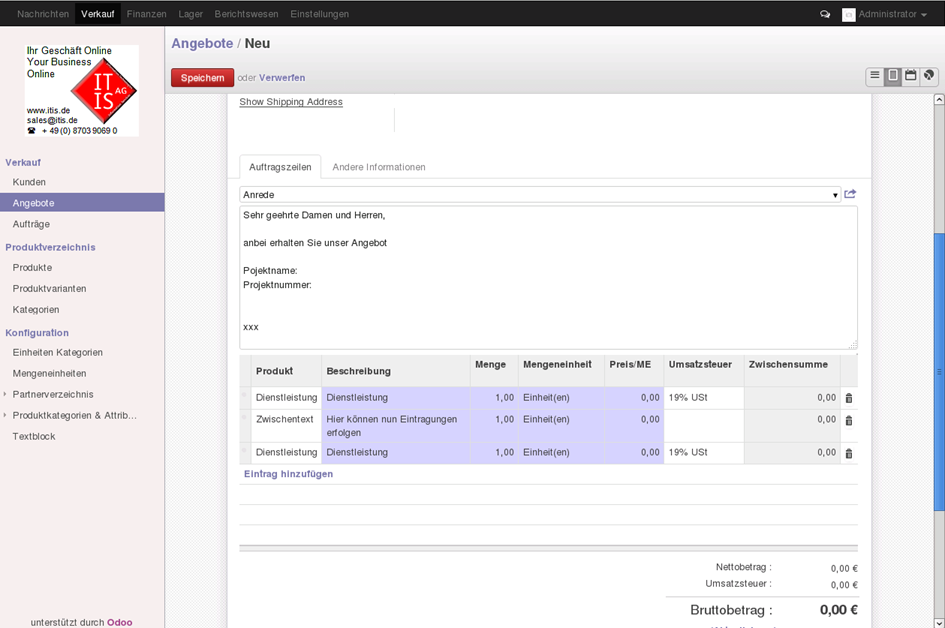 Nachrichten Verkauf Finanzen Lager Berichtswesen Einstellungen Administrator
Ihr Geschäft Online
Your Business
Online
IT
IS AG
www.itis.de
sales@itis.de
☎ + 49 (0) 8703 9069 0
Verkauf
Kunden
Angebote
Aufträge
Produktverzeichnis
Produkte
Produktvarianten
Kategorien
Konfiguration
Einheiten Kategorien
Mengeneinheiten
Partnerverzeichnis
Produktkategorien & Attrib...
Textblock
unterstützt durch Odoo
Angebote / Neu
Speichern oder Verwerfen
Show Shipping Address
Auftragszeilen Andere Informationen
Anrede
Sehr geehrte Damen und Herren,
anbei erhalten Sie unser Angebot
Pojektname:
Projektnummer:
xxx
Produkt Beschreibung Menge Mengeneinheit Preis/ME Umsatzsteuer Zwischensumme
Dienstleistung Dienstleistung 1,00 Einheit(en) 0,00 19% USt 0,00
Zwischentext Hier können nun Eintragungen 1,00 Einheit(en) 0,00 0,00
erfolgen
Dienstleistung Dienstleistung 1,00 Einheit(en) 0,00 19% USt 0,00
Eintrag hinzufügen
Nettobetrag : 0,00 €
Umsatzsteuer : 0,00 €
Bruttobetrag : 0,00 €